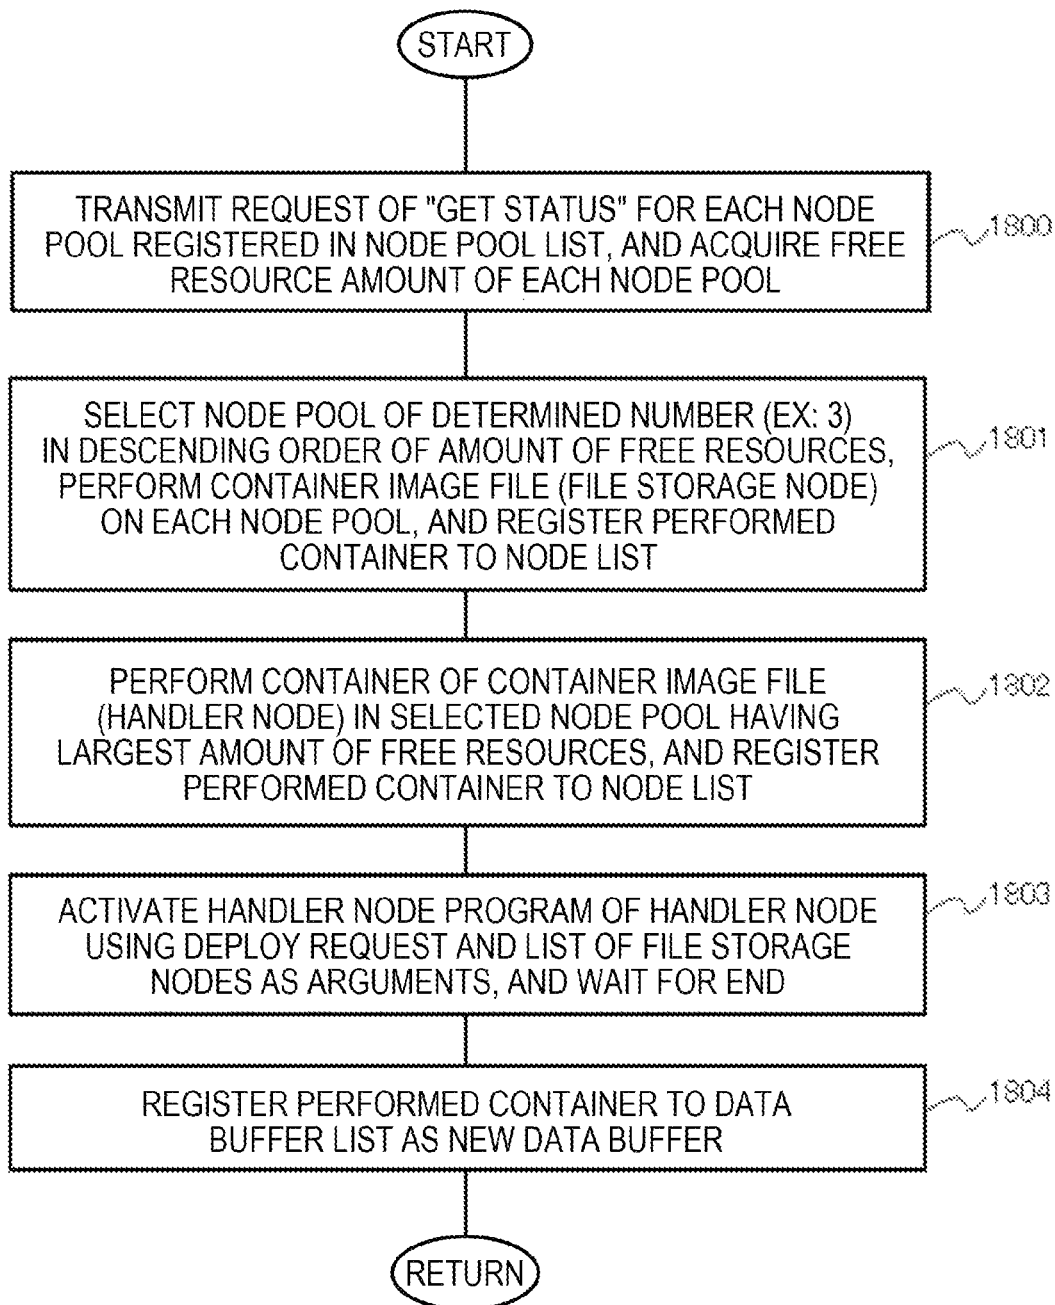 START
TRANSMIT REQUEST OF "GET STATUS" FOR EACH NODE
POOL REGISTERED IN NODE POOL LIST, AND ACQUIRE FREE
RESOURCE AMOUNT OF EACH NODE POOL
1800
SELECT NODE POOL OF DETERMINED NUMBER (EX: 3)
IN DESCENDING ORDER OF AMOUNT OF FREE RESOURCES,
PERFORM CONTAINER IMAGE FILE (FILE STORAGE NODE)
ON EACH NODE POOL, AND REGISTER PERFORMED
CONTAINER TO NODE LIST
1801
PERFORM CONTAINER OF CONTAINER IMAGE FILE
(HANDLER NODE) IN SELECTED NODE POOL HAVING
LARGEST AMOUNT OF FREE RESOURCES, AND REGISTER
PERFORMED CONTAINER TO NODE LIST
1802
ACTIVATE HANDLER NODE PROGRAM OF HANDLER NODE
USING DEPLOY REQUEST AND LIST OF FILE STORAGE
NODES AS ARGUMENTS, AND WAIT FOR END
1803
REGISTER PERFORMED CONTAINER TO DATA
BUFFER LIST AS NEW DATA BUFFER
1804
RETURN